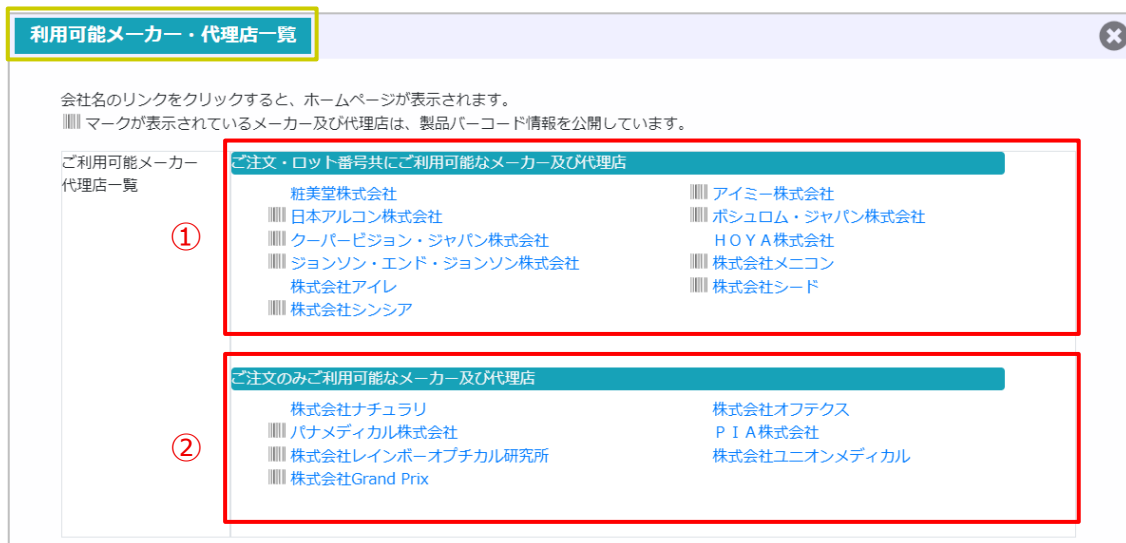 利用可能メーカー・代理店一覧
会社名のリンクをクリックすると、ホームページが表示されます。
マークが表示されているメーカー及び代理店は、製品バーコード情報を公開しています。
ご利用可能メーカー
代理店一覧
①
ご注文・ロット番号共にご利用可能なメーカー及び代理店
粧美堂株式会社 アイミー株式会社
日本アルコン株式会社 ボシュロム・ジャパン株式会社
クーパービジョン・ジャパン株式会社 ＨＯＹＡ株式会社
ジョンソン・エンド・ジョンソン株式会社 株式会社メニコン
株式会社アイレ 株式会社シード
株式会社シンシア
②
ご注文のみご利用可能なメーカー及び代理店
株式会社ナチュラリ 株式会社オフテクス
パナメディカル株式会社 ＰＩＡ株式会社
株式会社レインボーオプチカル研究所 株式会社ユニオンメディカル
株式会社Grand Prix